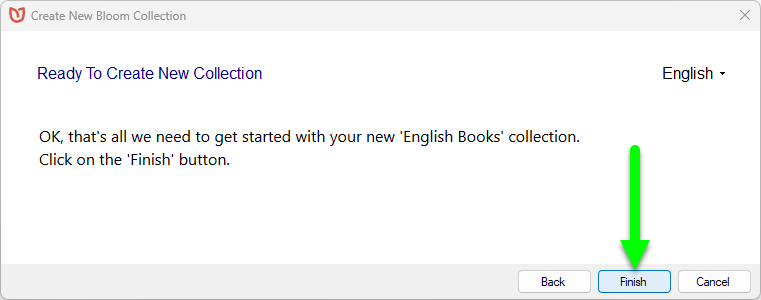 Create New Bloom Collection
Ready To Create New Collection
English
OK, that's all we need to get started with your new 'English Books' collection.
Click on the 'Finish' button.
Back
Finish
Cancel